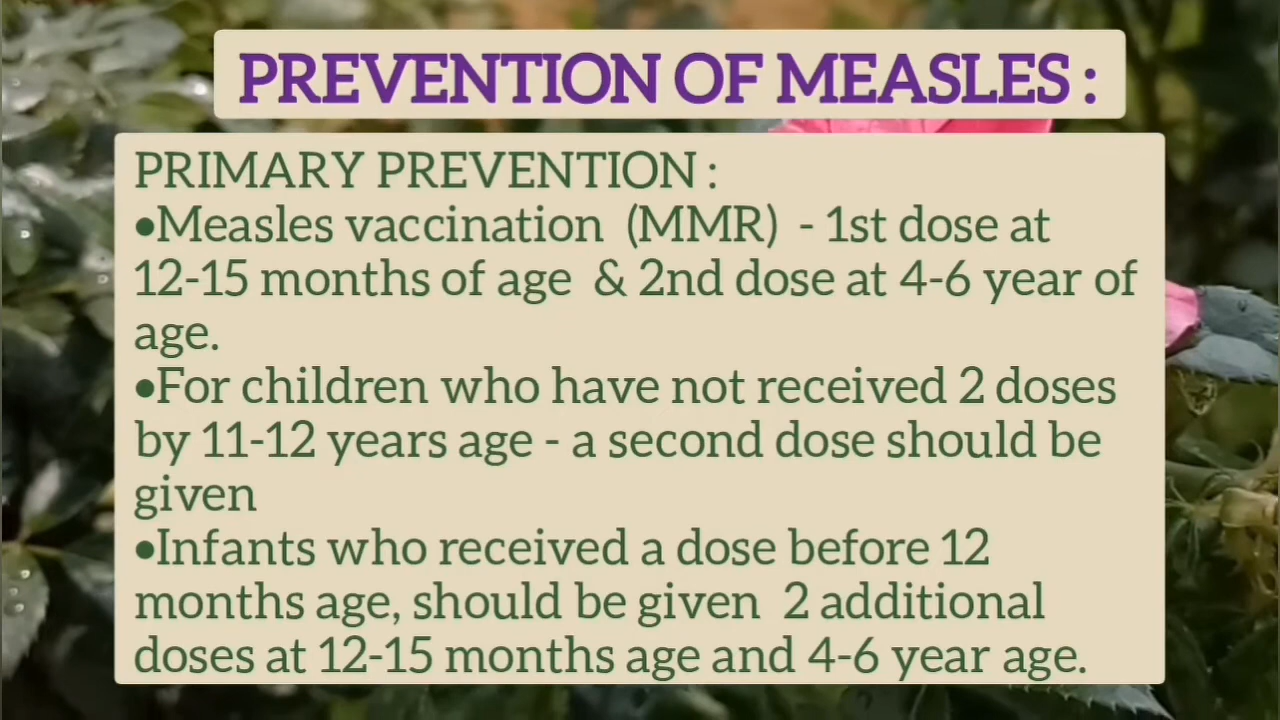 PREVENTION OF MEASLES :
PRIMARY PREVENTION :
•Measles vaccination (MMR) - 1st dose at
12-15 months of age & 2nd dose at 4-6 year of
age.
•For children who have not received 2 doses
by 11-12 years age - a second dose should be
given
•Infants who received a dose before 12
months age, should be given 2 additional
doses at 12-15 months age and 4-6 year age.